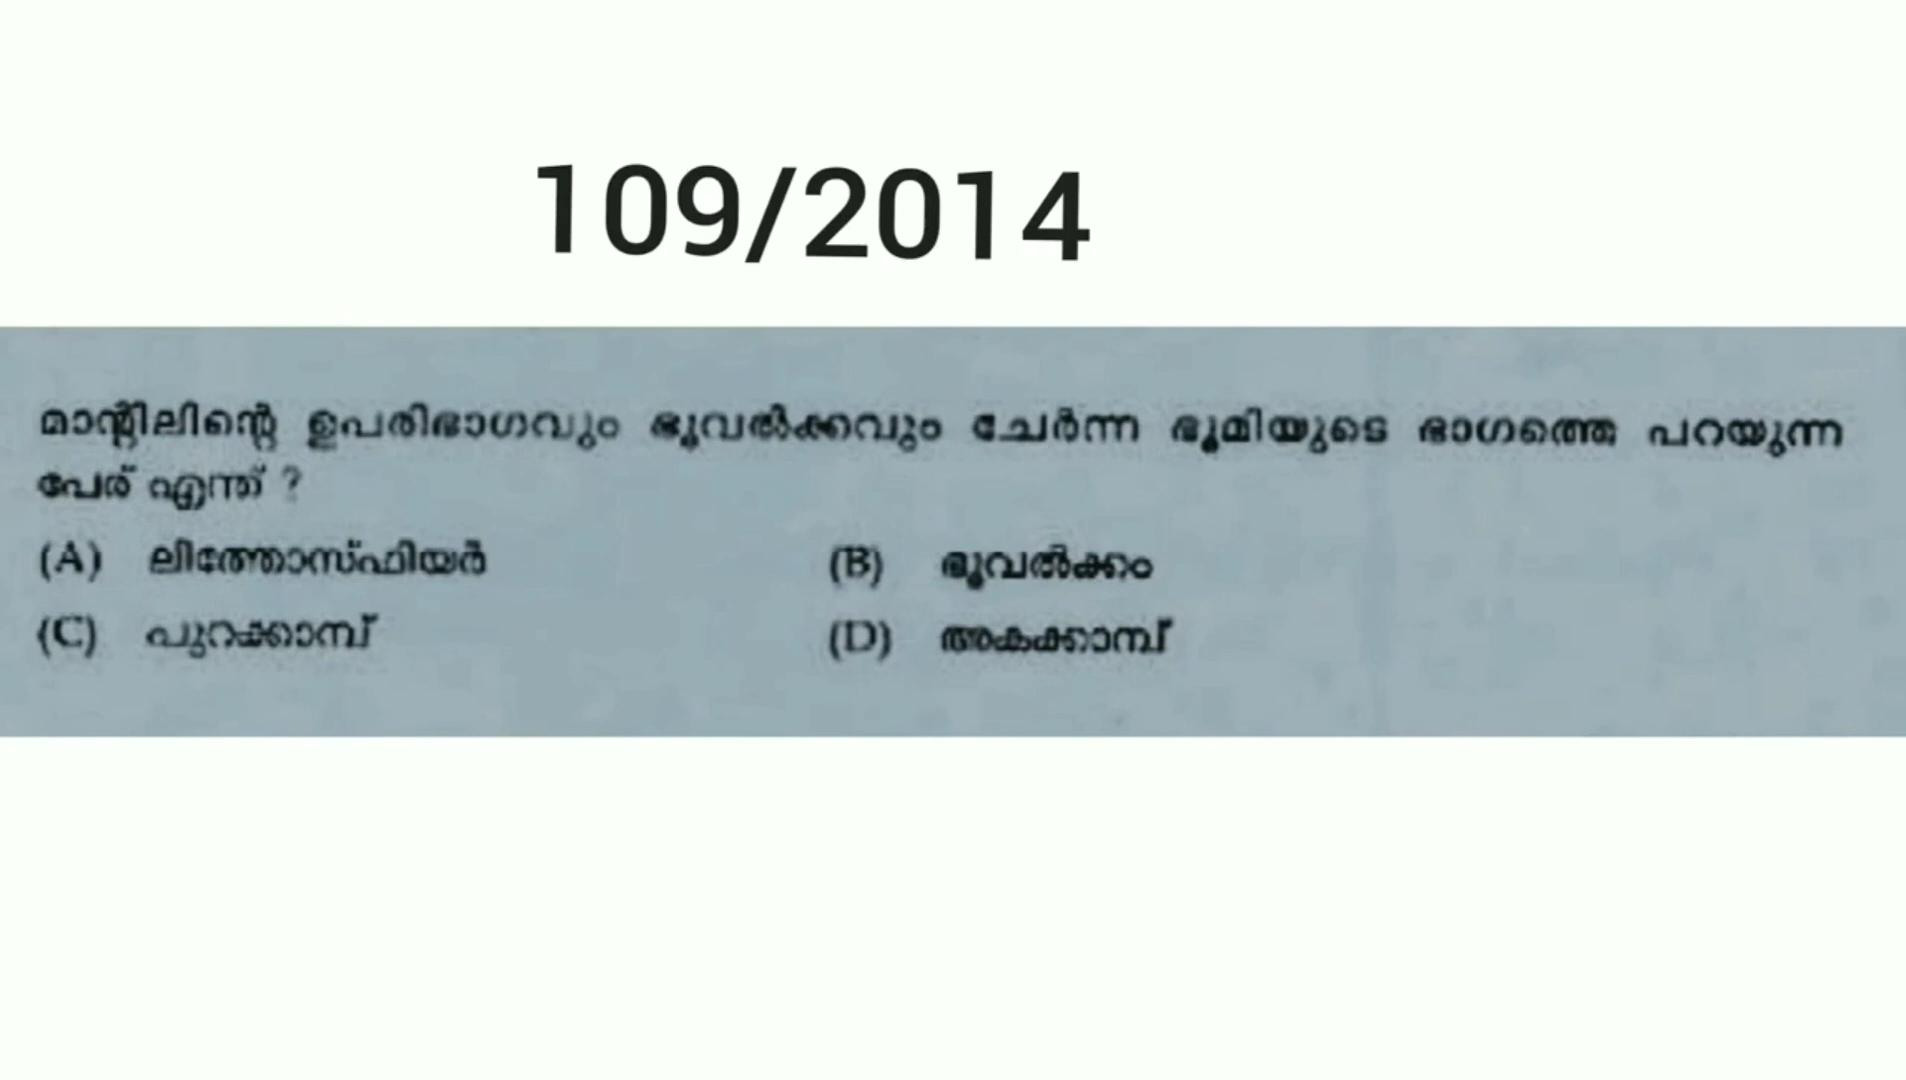 109/2014
മാന്റിലിന്റെ ഉപരിഭാഗവും ഭൂവൽക്കവും ചേർന്ന ഭൂമിയുടെ ഭാഗത്തെ പറയുന്ന
പേര് എന്ത് ?
(A) ലിത്തോസ്ഫിയർ (B) ഭൂവൽക്കം
(C) പുറക്കാമ്പ് (D) അകക്കാമ്പ്